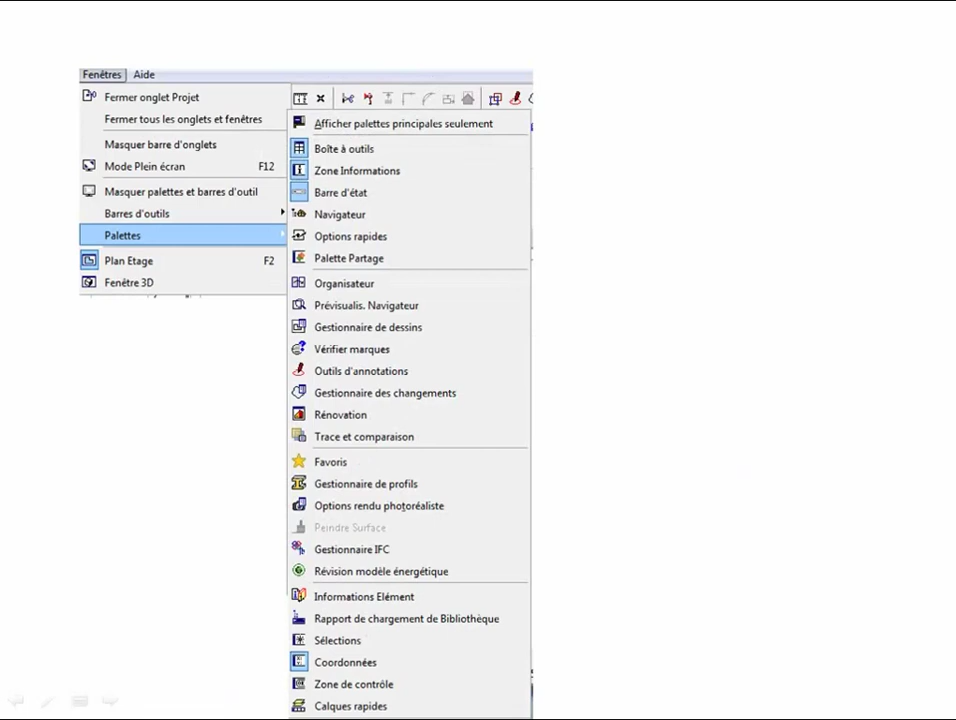 Fenêtres Aide
Fermer onglet Projet
Fermer tous les onglets et fenêtres
Masquer barre d'onglets
Mode Plein écran F12
Masquer palettes et barres d'outil
Barres d'outils
Palettes
Plan Etage F2
Fenêtre 3D
Afficher palettes principales seulement
Boîte à outils
Zone Informations
Barre d'état
Navigateur
Options rapides
Palette Partage
Organisateur
Prévisualis. Navigateur
Gestionnaire de dessins
Vérifier marques
Outils d'annotations
Gestionnaire des changements
Rénovation
Trace et comparaison
Favoris
Gestionnaire de profils
Options rendu photoréaliste
Peindre Surface
Gestionnaire IFC
Révision modèle énergétique
Informations Elément
Rapport de chargement de Bibliothèque
Sélections
Coordonnées
Zone de contrôle
Calques rapides